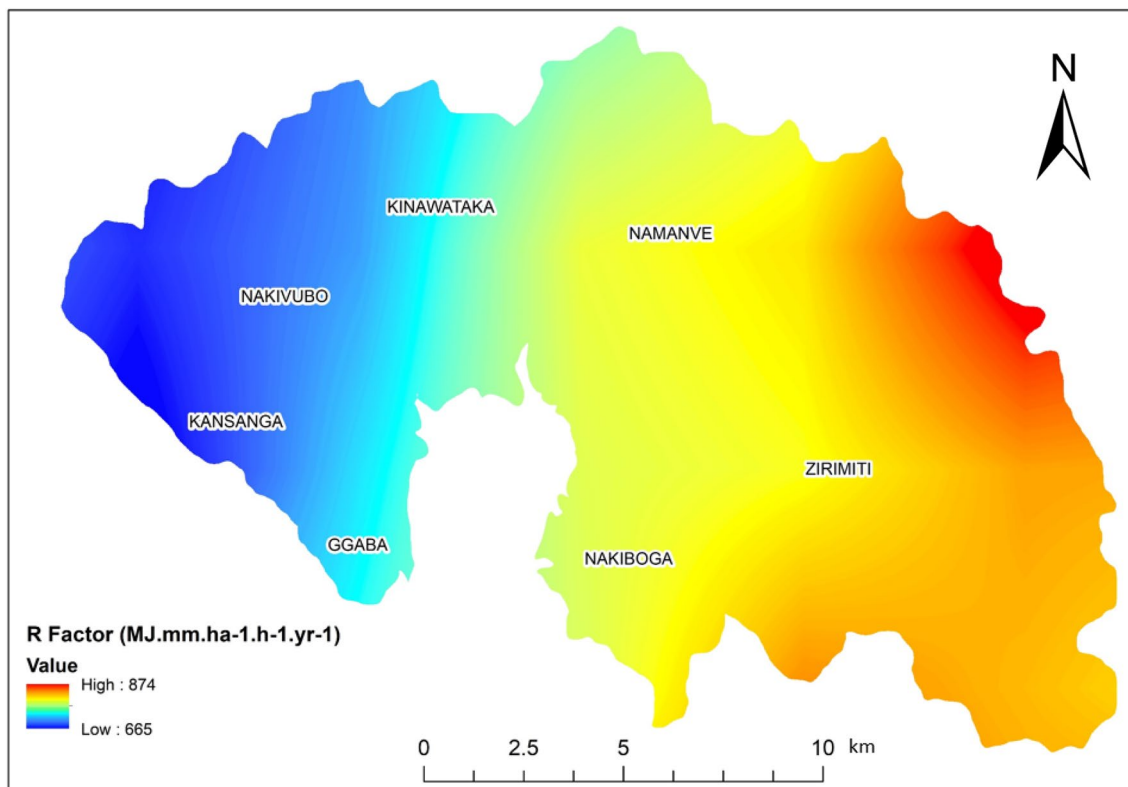 N
KINAWATAKA
NAMANVE
NAKIVUBO
KANSANGA
ZIRIMITI
GGABA
NAKIBOGA
R Factor (MJ.mm.ha-1.h-1.yr-1)
Value
High : 874
Low : 665
0 2.5 5 10 km